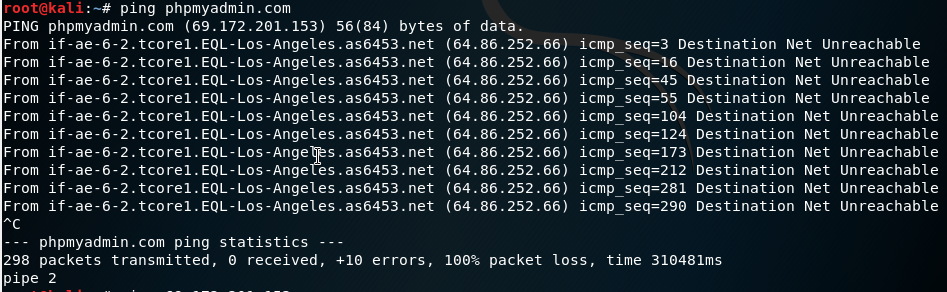 root@kali:~# ping phpmyadmin.com
PING phpmyadmin.com (69.172.201.153) 56(84) bytes of data.
From if-ae-6-2.tcore1.EQL-Los-Angeles.as6453.net (64.86.252.66) icmp_seq=3 Destination Net Unreachable
From if-ae-6-2.tcore1.EQL-Los-Angeles.as6453.net (64.86.252.66) icmp_seq=16 Destination Net Unreachable
From if-ae-6-2.tcore1.EQL-Los-Angeles.as6453.net (64.86.252.66) icmp_seq=45 Destination Net Unreachable
From if-ae-6-2.tcore1.EQL-Los-Angeles.as6453.net (64.86.252.66) icmp_seq=55 Destination Net Unreachable
From if-ae-6-2.tcore1.EQL-Los-Angeles.as6453.net (64.86.252.66) icmp_seq=104 Destination Net Unreachable
From if-ae-6-2.tcore1.EQL-Los-Angeles.as6453.net (64.86.252.66) icmp_seq=124 Destination Net Unreachable
From if-ae-6-2.tcore1.EQL-Los-Angeles.as6453.net (64.86.252.66) icmp_seq=173 Destination Net Unreachable
From if-ae-6-2.tcore1.EQL-Los-Angeles.as6453.net (64.86.252.66) icmp_seq=212 Destination Net Unreachable
From if-ae-6-2.tcore1.EQL-Los-Angeles.as6453.net (64.86.252.66) icmp_seq=281 Destination Net Unreachable
From if-ae-6-2.tcore1.EQL-Los-Angeles.as6453.net (64.86.252.66) icmp_seq=290 Destination Net Unreachable
^C
--- phpmyadmin.com ping statistics ---
298 packets transmitted, 0 received, +10 errors, 100% packet loss, time 310481ms
pipe 2